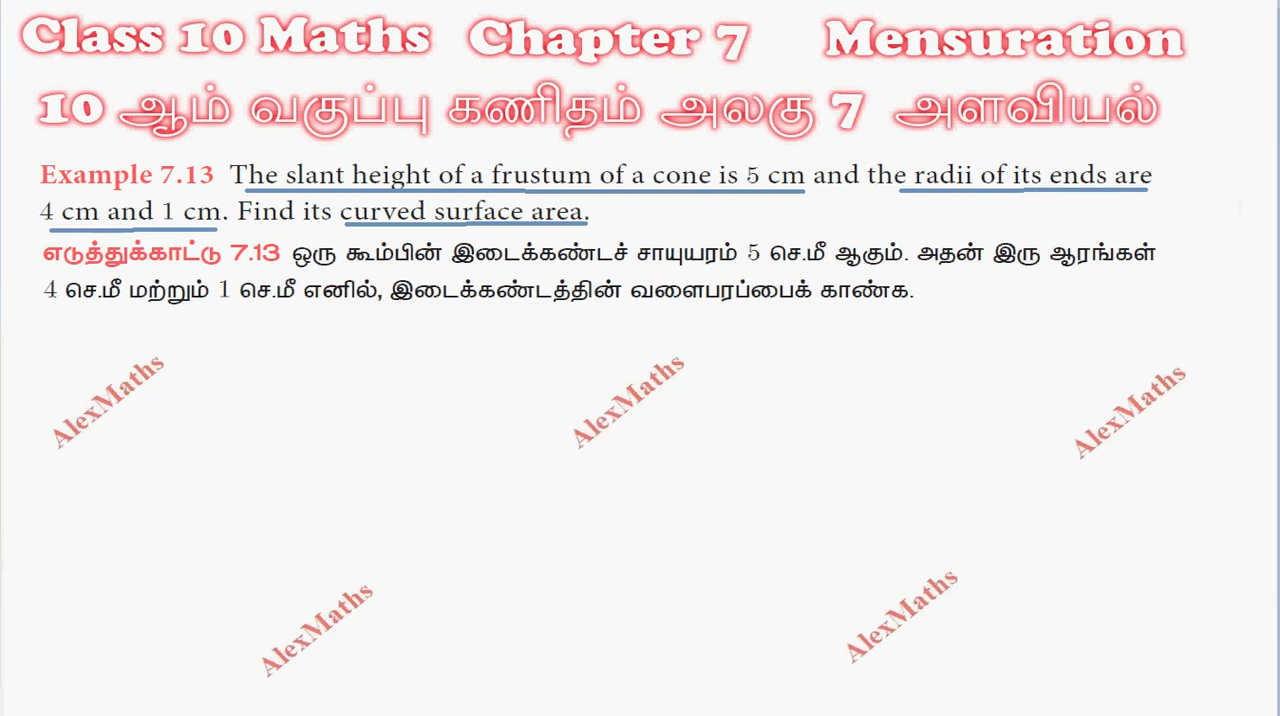 Class 10 Maths Chapter 7 Mensuration
10 ஆம் வகுப்பு கணிதம் அலகு 7 அளவியல்
Example 7.13 The slant height of a frustum of a cone is 5 cm and the radii of its ends are
4 cm and 1 cm. Find its curved surface area.
எடுத்துக்காட்டு 7.13 ஒரு கூம்பின் இடைக்கண்டச் சாயுயரம் 5 செ.மீ ஆகும். அதன் இரு ஆரங்கள்
4 செ.மீ மற்றும் 1 செ.மீ எனில், இடைக்கண்டத்தின் வளைபரப்பைக் காண்க.
AlexMaths
AlexMaths
AlexMaths
AlexMaths
AlexMaths